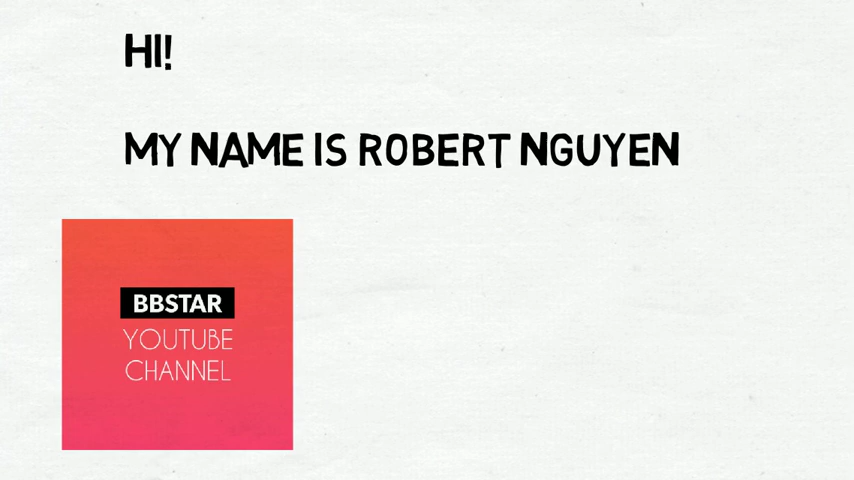 HI!
MY NAME IS ROBERT NGUYEN
BBSTAR
YOUTUBE
CHANNEL